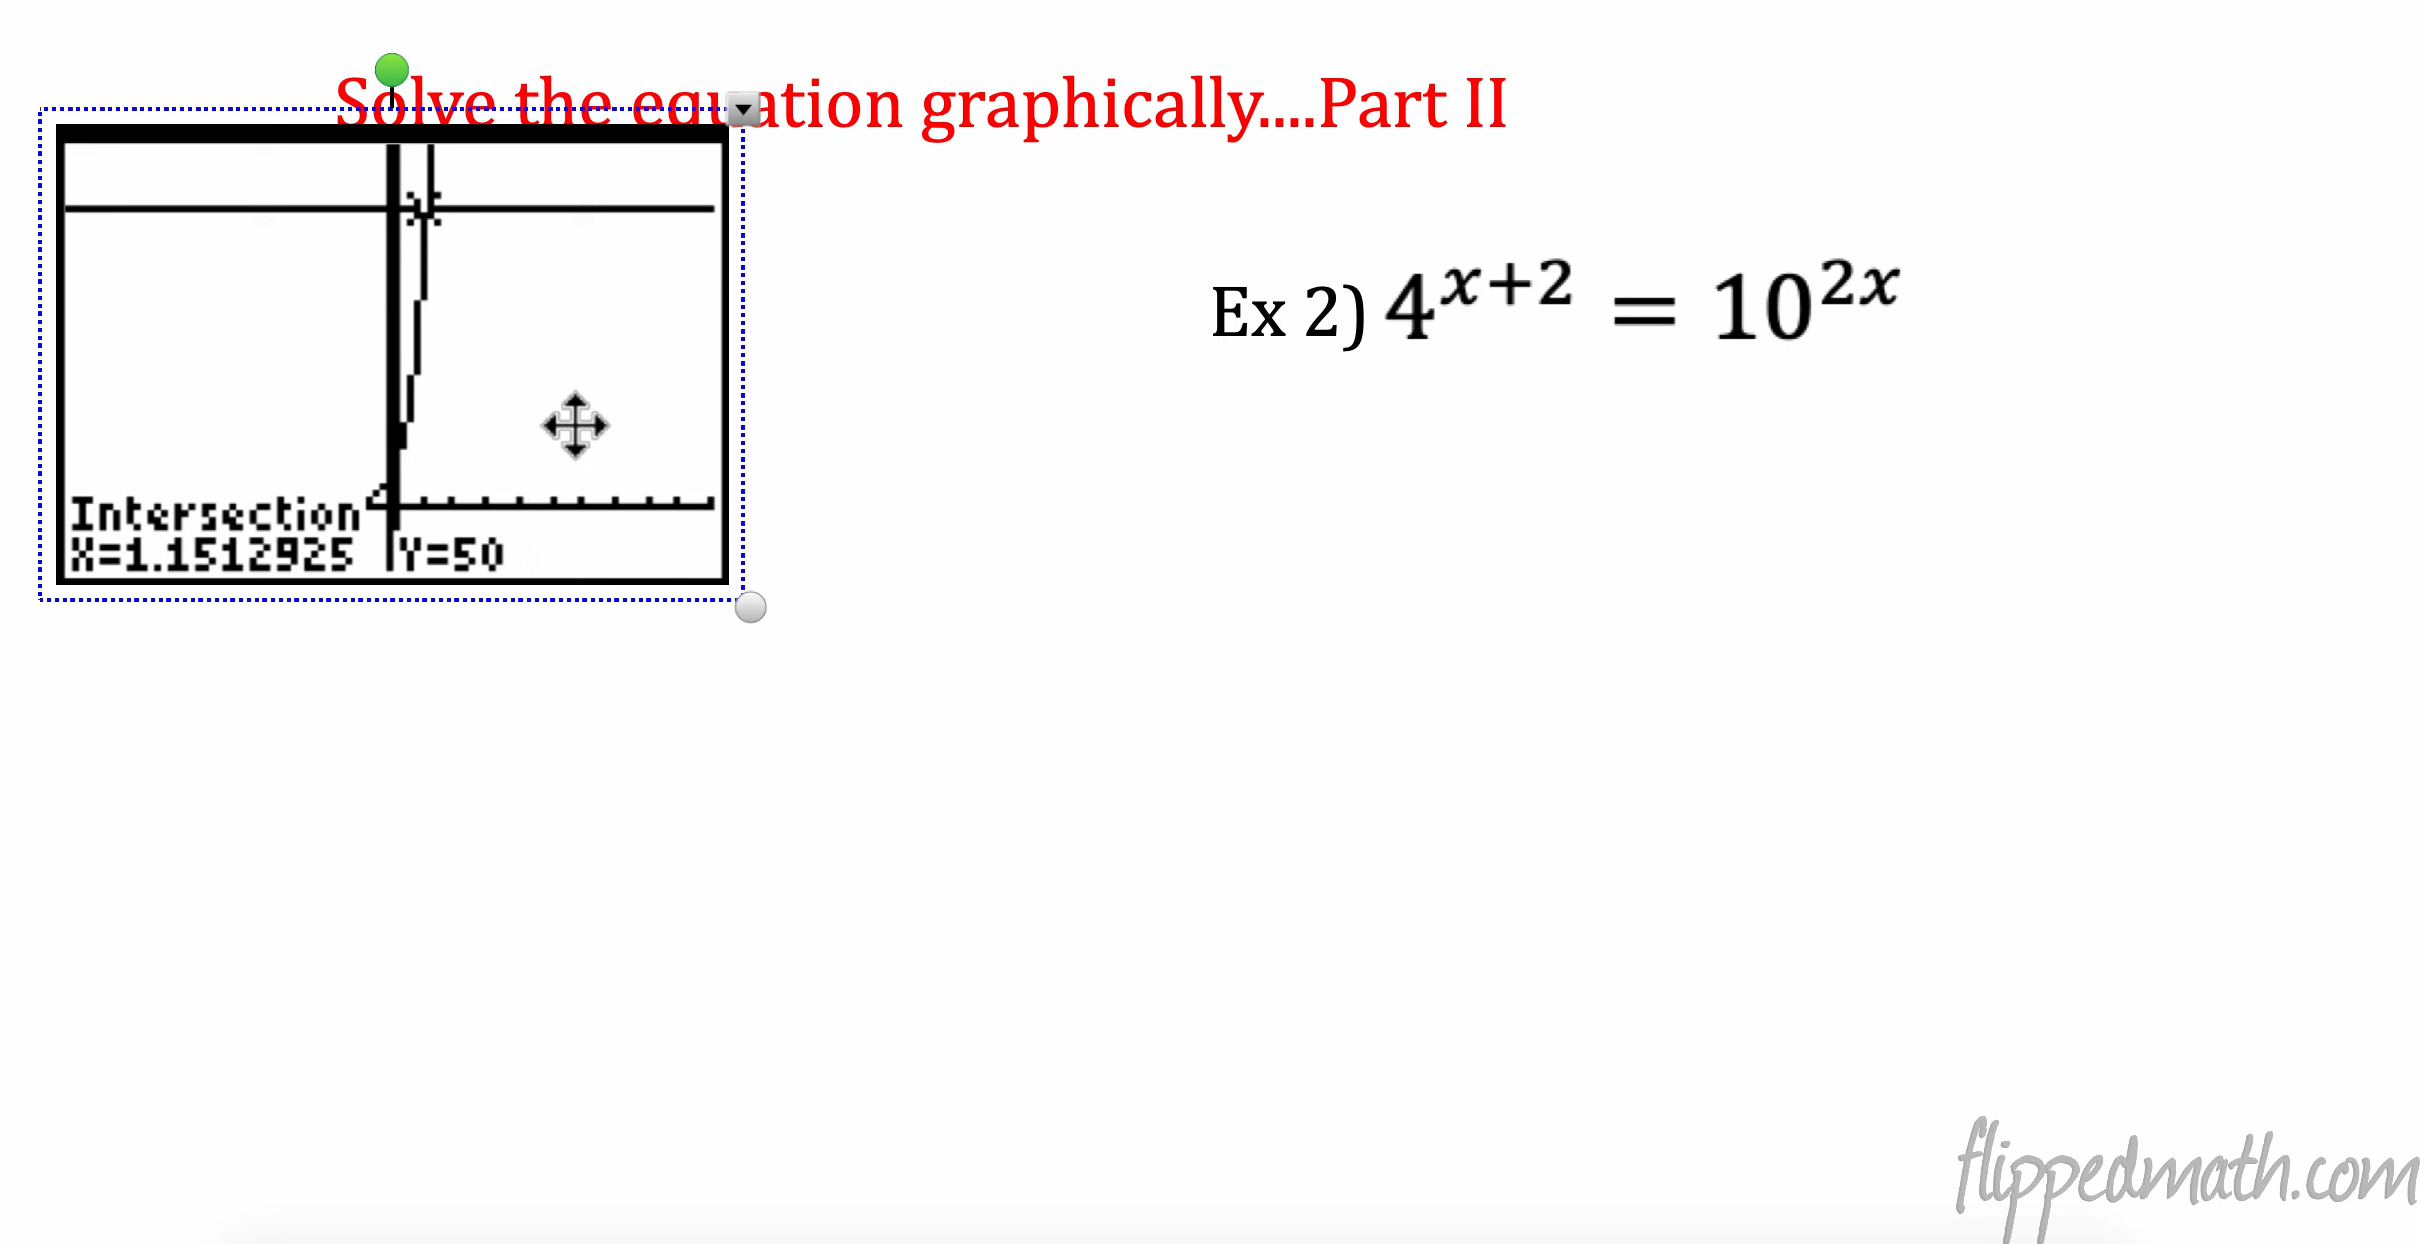 Solve the equation graphically....Part II
Intersection
X=1.1512925 Y=50
Ex 2) 4^{x+2} = 10^{2x}
flippedmath.com